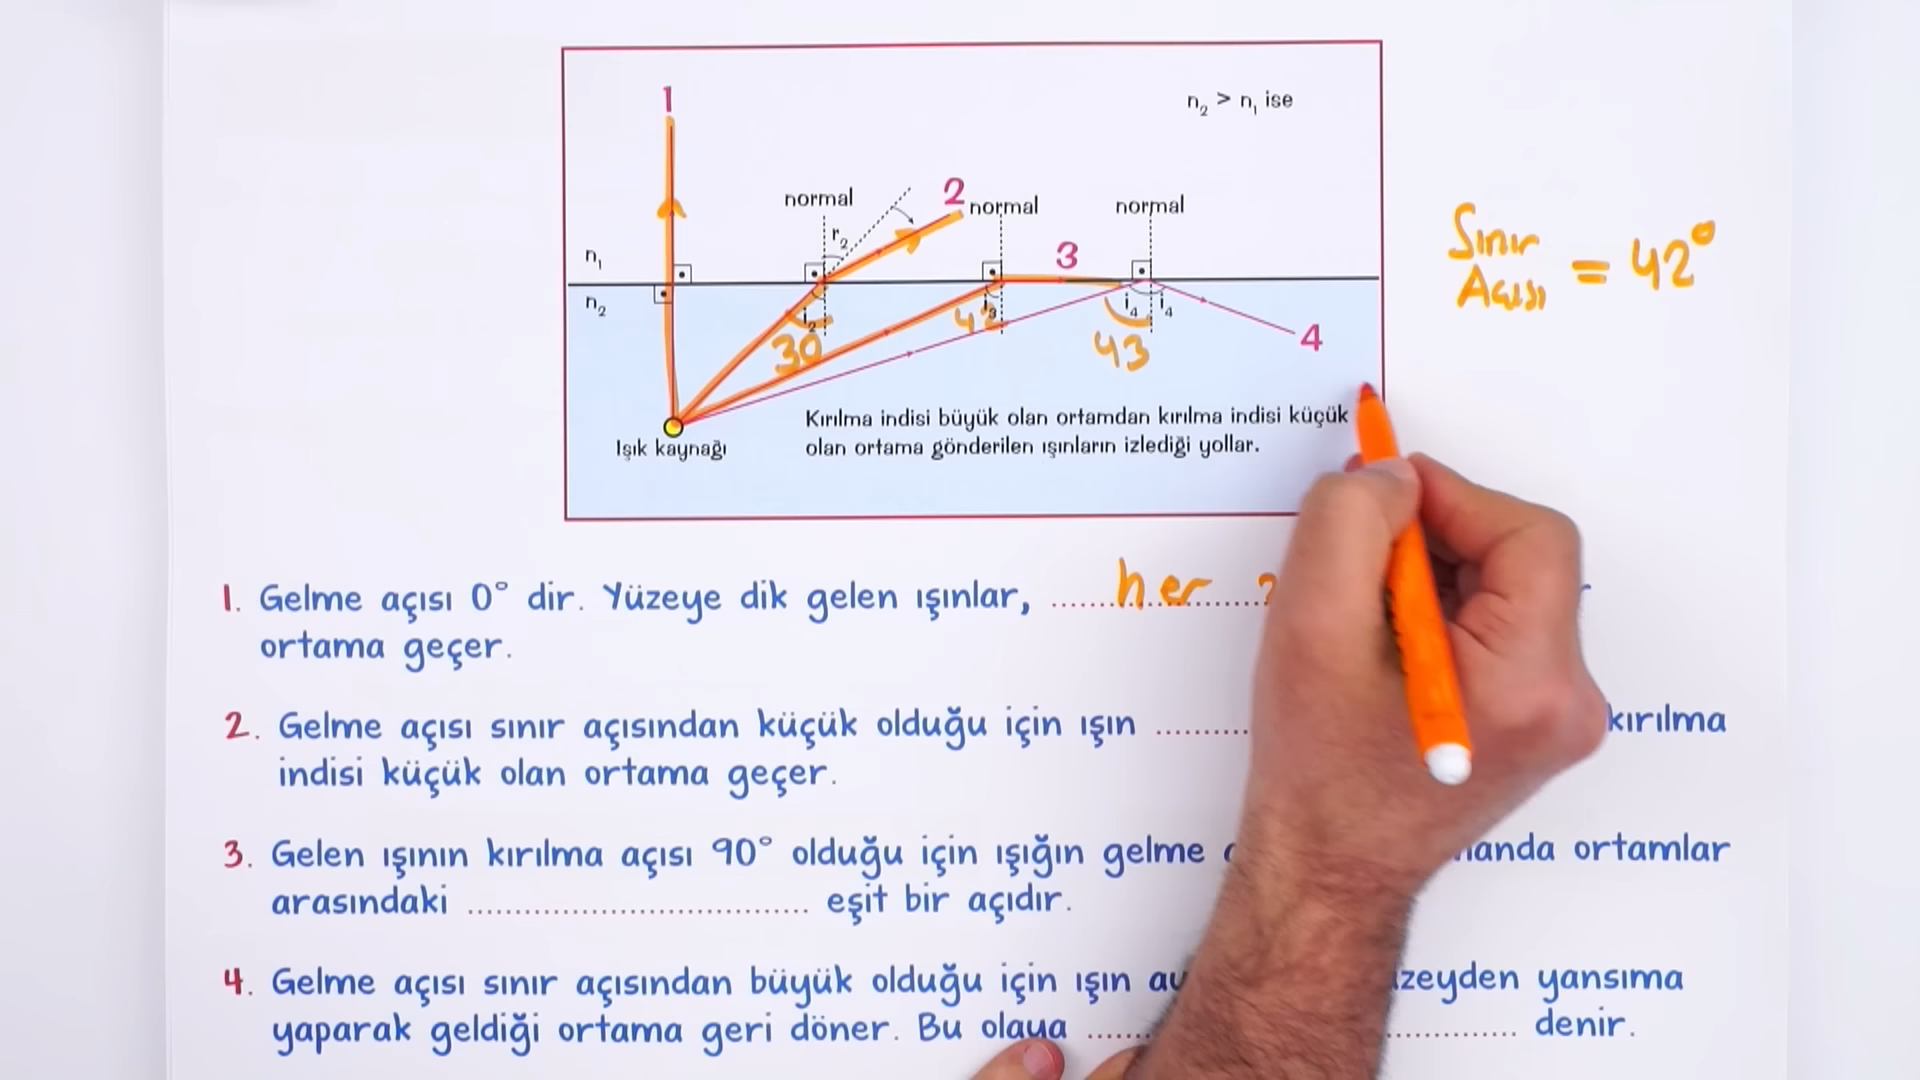 1
n₂ > n₁ ise
normal
2
normal
normal
r₂
3
n₁
n₂
i₂
i₃
i₄
i₄
30
42
43
4
Sınır
Açısı = 42°
Kırılma indisi büyük olan ortamdan kırılma indisi küçük
olan ortama gönderilen ışınların izlediği yollar.
Işık kaynağı
1. Gelme açısı 0° dir. Yüzeye dik gelen ışınlar, her
ortama geçer.
2. Gelme açısı sınır açısından küçük olduğu için ışın .......... kırılma
indisi küçük olan ortama geçer.
3. Gelen ışının kırılma açısı 90° olduğu için ışığın gelme ortamlar
arasındaki .................................. eşit bir açıdır.
4. Gelme açısı sınır açısından büyük olduğu için ışın yansıma
yaparak geldiği ortama geri döner. Bu olaya .................... denir.